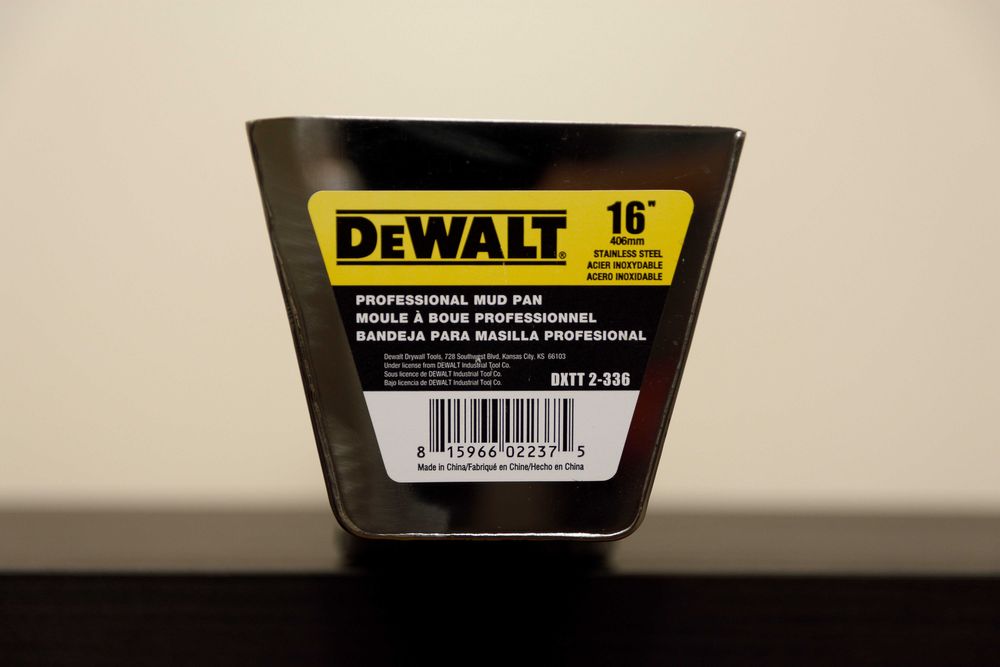 DEWALT®
16"
406mm
STAINLESS STEEL
ACIER INOXYDABLE
ACERO INOXIDABLE
PROFESSIONAL MUD PAN
MOULE À BOUE PROFESSIONNEL
BANDEJA PARA MASILLA PROFESIONAL
Dewalt Drywall Tools, 728 Southwest Blvd, Kansas City, KS 66103
Under license from DEWALT Industrial Tool Co.
Sous licence de DEWALT Industrial Tool Co.
Bajo licencia de DEWALT Industrial Tool Co.
DXTT 2-336
8 15966 02237 5
Made in China/Fabriqué en Chine/Hecho en China